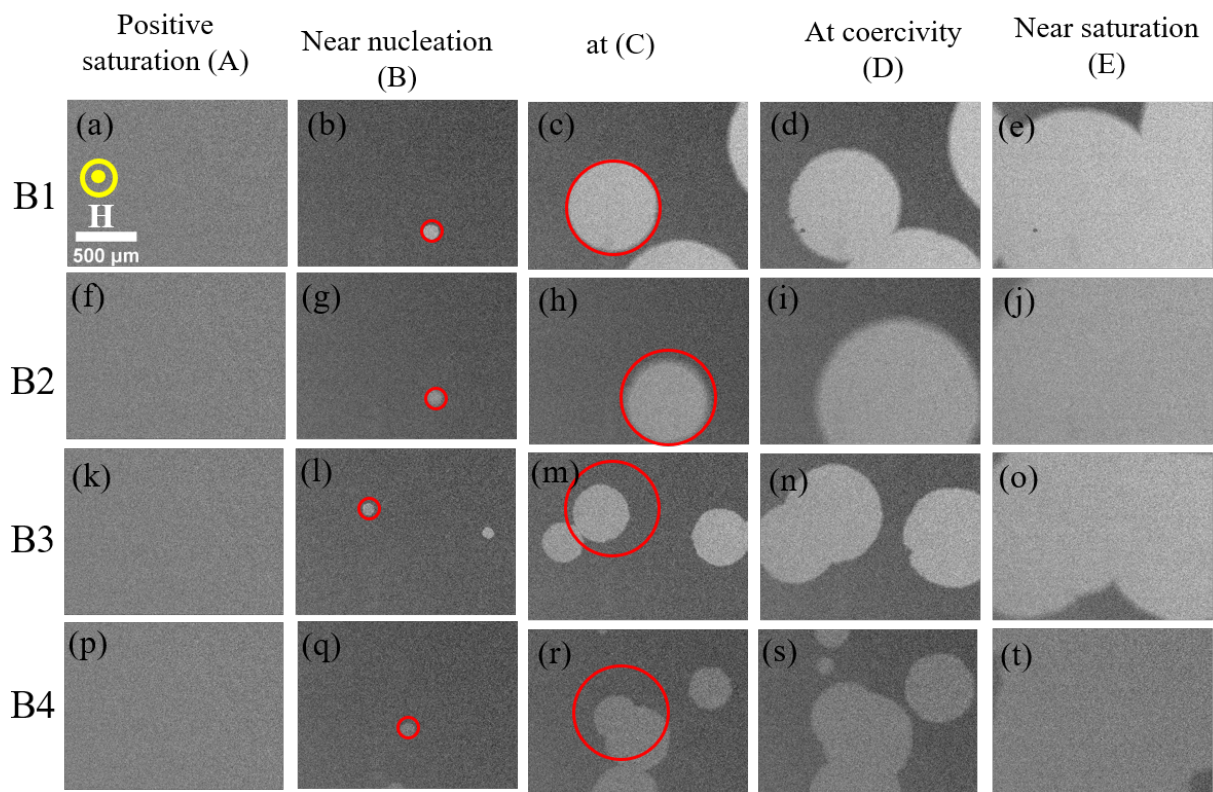 Positive
saturation (A)
Near nucleation
(B)
at (C)
At coercivity
(D)
Near saturation
(E)
B1
(a)
H
500 µm
(b)
(c)
(d)
(e)
B2
(f)
(g)
(h)
(i)
(j)
B3
(k)
(l)
(m)
(n)
(o)
B4
(p)
(q)
(r)
(s)
(t)